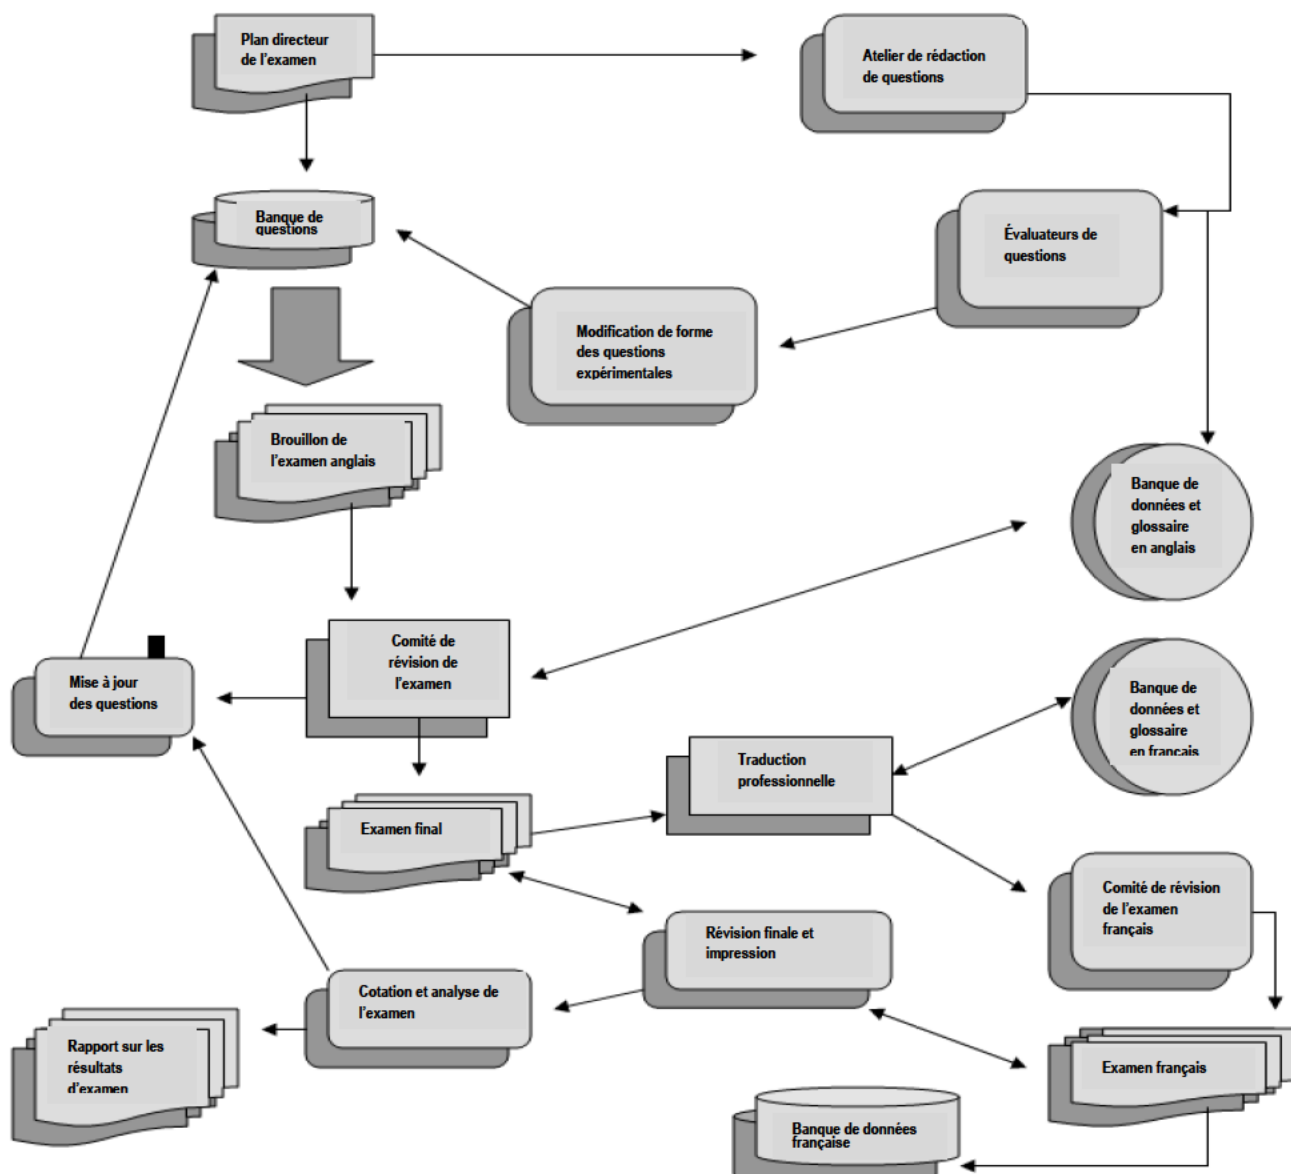 Plan directeur
de l'examen
Atelier de rédaction
de questions
Banque de
questions
Évaluateurs de
questions
Modification de forme
des questions
expérimentales
Brouillon de
l'examen anglais
Banque de
données et
glossaire
en anglais
Comité de
révision de
l'examen
Mise à jour
des questions
Banque de
données et
glossaire
en français
Traduction
professionnelle
Examen final
Comité de révision
de l'examen
français
Révision finale et
impression
Cotation et analyse de
l'examen
Rapport sur les
résultats
d'examen
Examen français
Banque de données
française